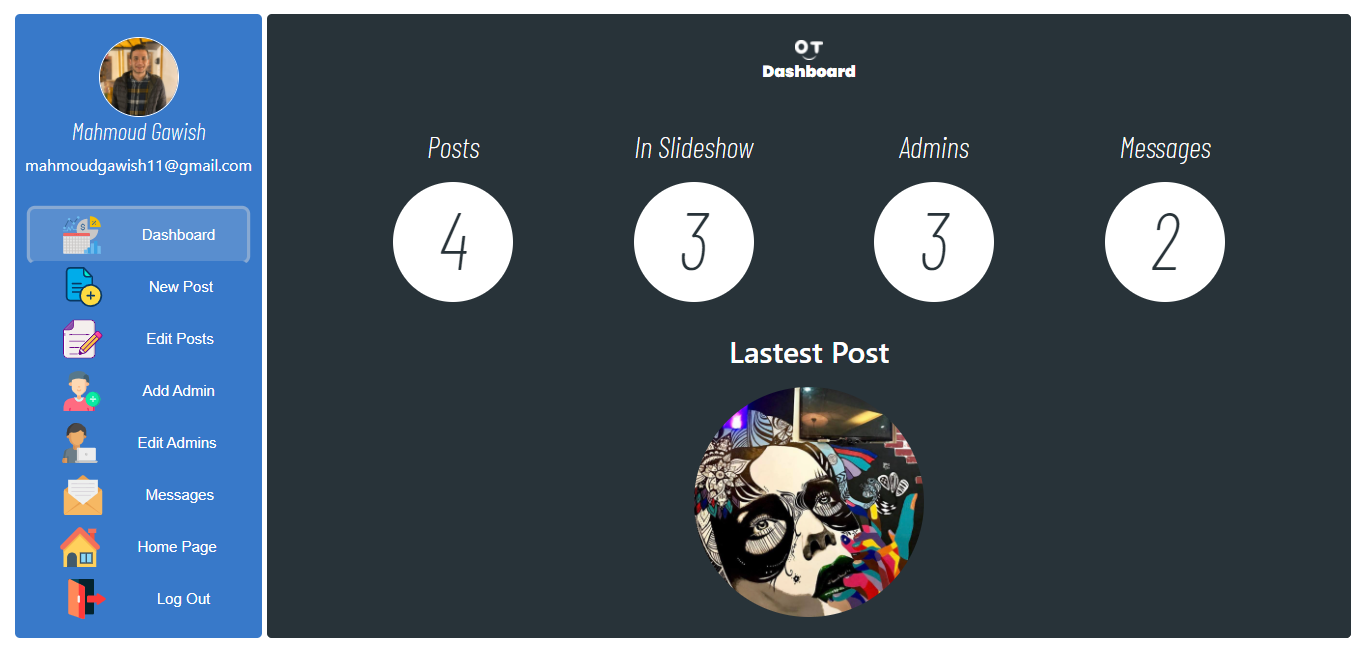 Mahmoud Gawish
mahmoudgawish11@gmail.com
Dashboard
New Post
Edit Posts
Add Admin
Edit Admins
Messages
Home Page
Log Out
OT
Dashboard
Posts
In Slideshow
Admins
Messages
4
3
3
2
Lastest Post